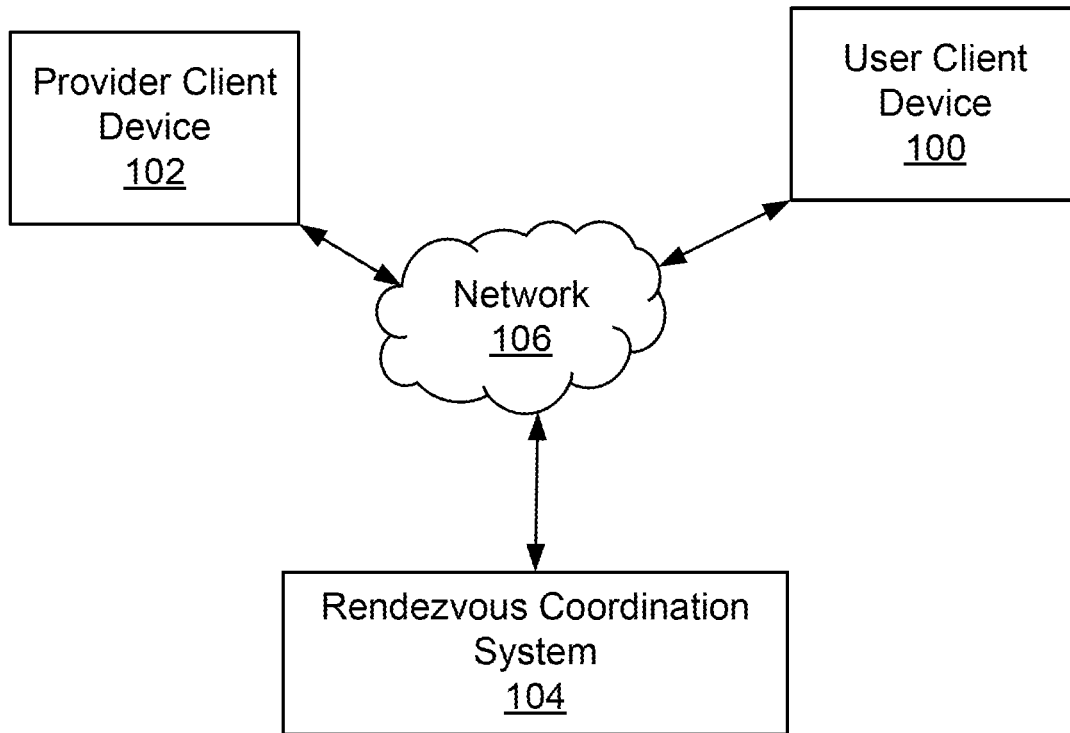 Provider Client
Device
102
User Client
Device
100
Network
106
Rendezvous Coordination
System
104